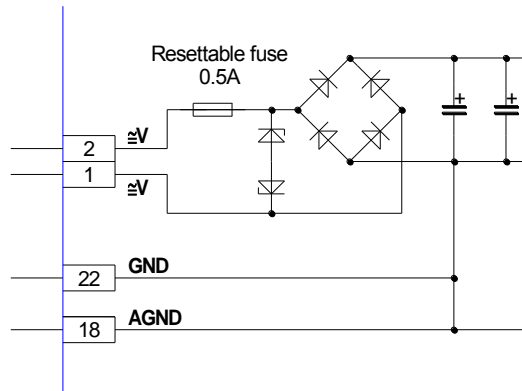 Resettable fuse
0.5A
+
+
2
≅V
1
≅V
22
GND
18
AGND